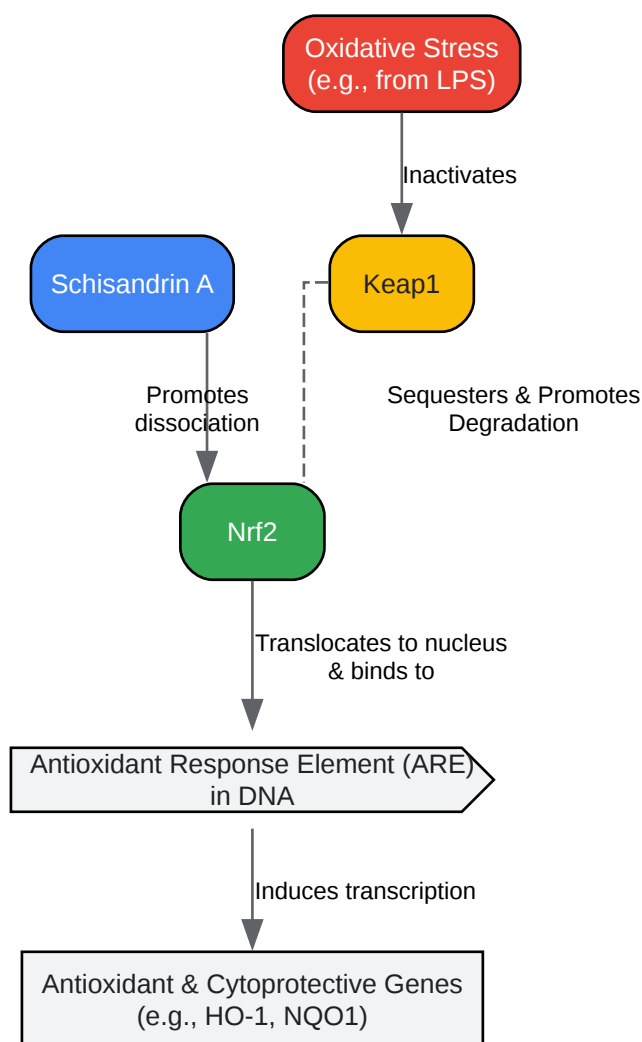 Oxidative Stress
(e.g., from LPS)
Inactivates
Schisandrin A
Keap1
Promotes
dissociation
Sequesters & Promotes
Degradation
Nrf2
Translocates to nucleus
& binds to
Antioxidant Response Element (ARE)
in DNA
Induces transcription
Antioxidant & Cytoprotective Genes
(e.g., HO-1, NQO1)